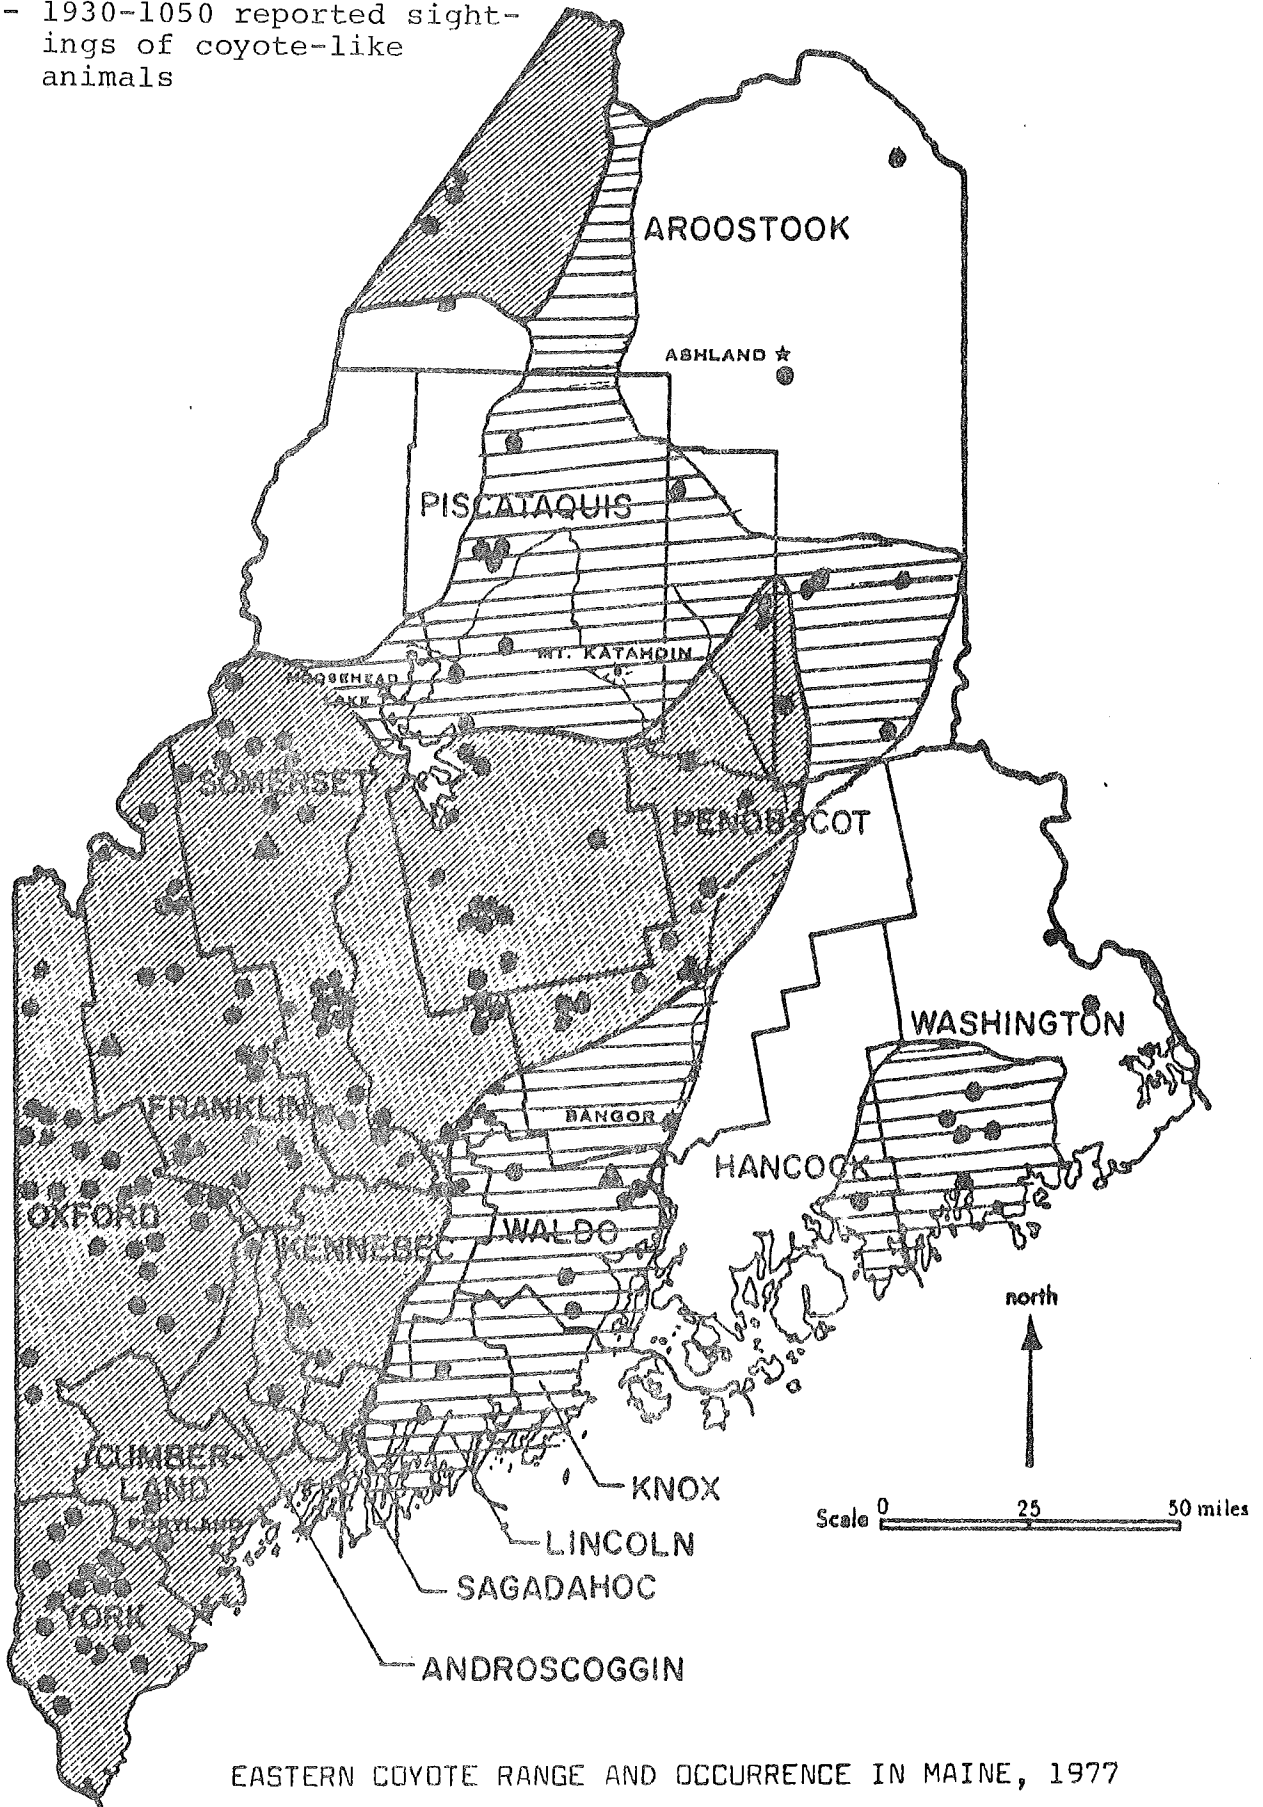 - 1930-1050 reported sight-
ings of coyote-like
animals
AROOSTOOK
ASHLAND
PISCATAQUIS
MT. KATAHDIN
MOOSEHEAD
LAKE
SOMERSET
PENOBSCOT
WASHINGTON
FRANKLIN
BANGOR
HANCOCK
OXFORD
WALDO
KENNEBEC
north
CUMBER-
LAND
PORTLAND
KNOX
Scale 0 25 50 miles
LINCOLN
SAGADAHOC
YORK
ANDROSCOGGIN
EASTERN COYOTE RANGE AND OCCURRENCE IN MAINE, 1977